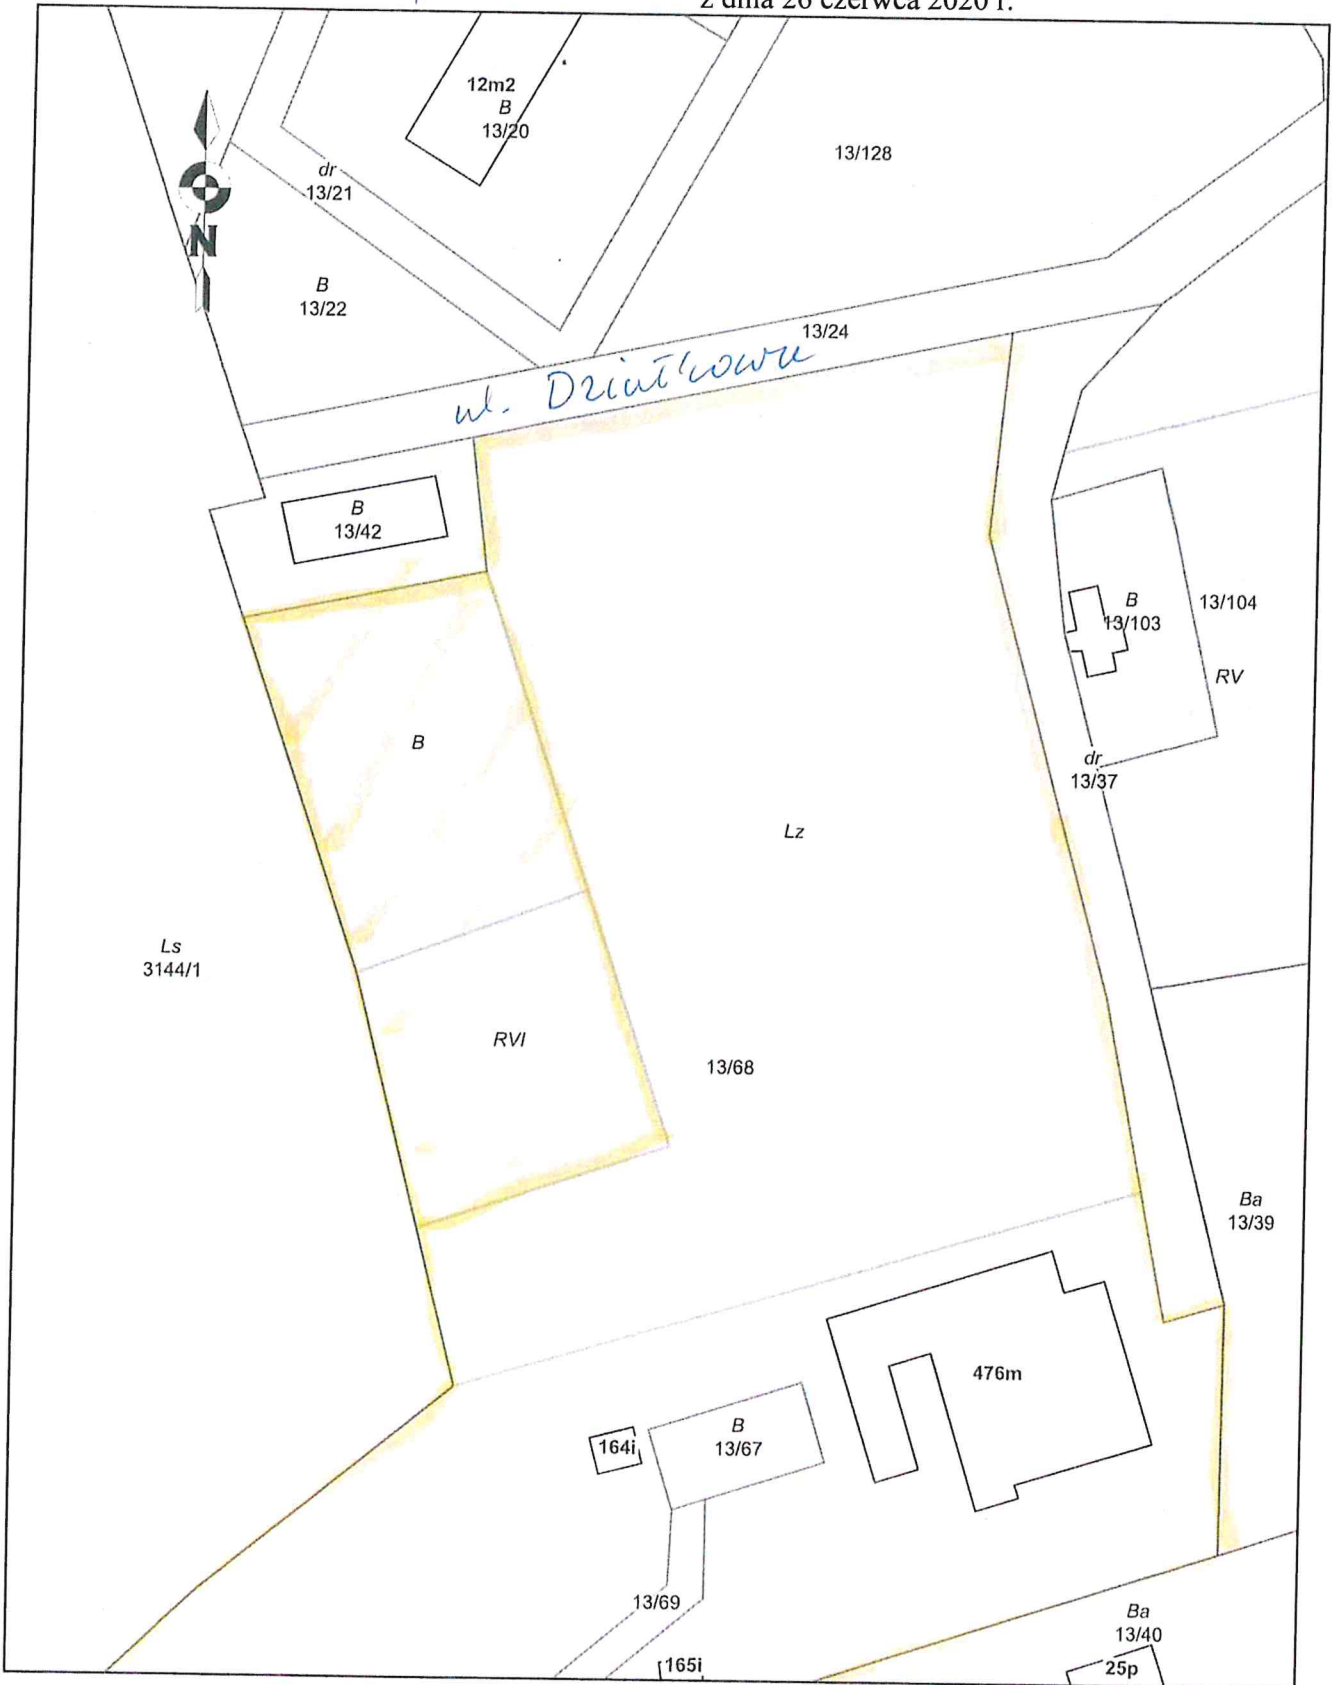 z dnia 26 czerwca 2020 r.
12m2
B
13/20
13/128
dr
13/21
N
B
13/22
13/24
ul. Działkowa
B
13/42
B
13/103
13/104
RV
B
dr
13/37
Lz
Ls
3144/1
RVI
13/68
Ba
13/39
476m
B
13/67
164i
13/69
Ba
13/40
165i
25p